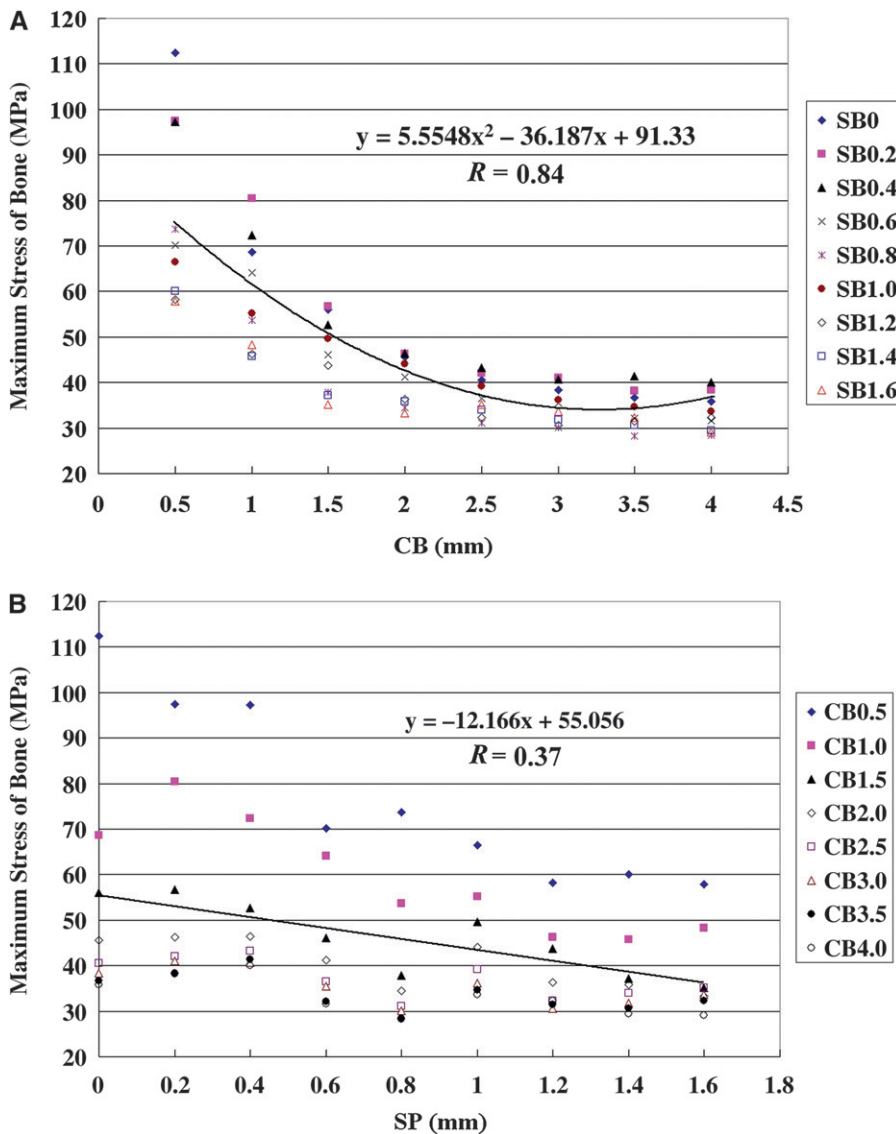 A
Maximum Stress of Bone (MPa)
120
110
100
90
80
70
60
50
40
30
20
y = 5.5548x² – 36.187x + 91.33
R = 0.84
0 0.5 1 1.5 2 2.5 3 3.5 4 4.5
CB (mm)
SB0
SB0.2
SB0.4
SB0.6
SB0.8
SB1.0
SB1.2
SB1.4
SB1.6
B
Maximum Stress of Bone (MPa)
120
110
100
90
80
70
60
50
40
30
20
y = –12.166x + 55.056
R = 0.37
0 0.2 0.4 0.6 0.8 1 1.2 1.4 1.6 1.8
SP (mm)
CB0.5
CB1.0
CB1.5
CB2.0
CB2.5
CB3.0
CB3.5
CB4.0